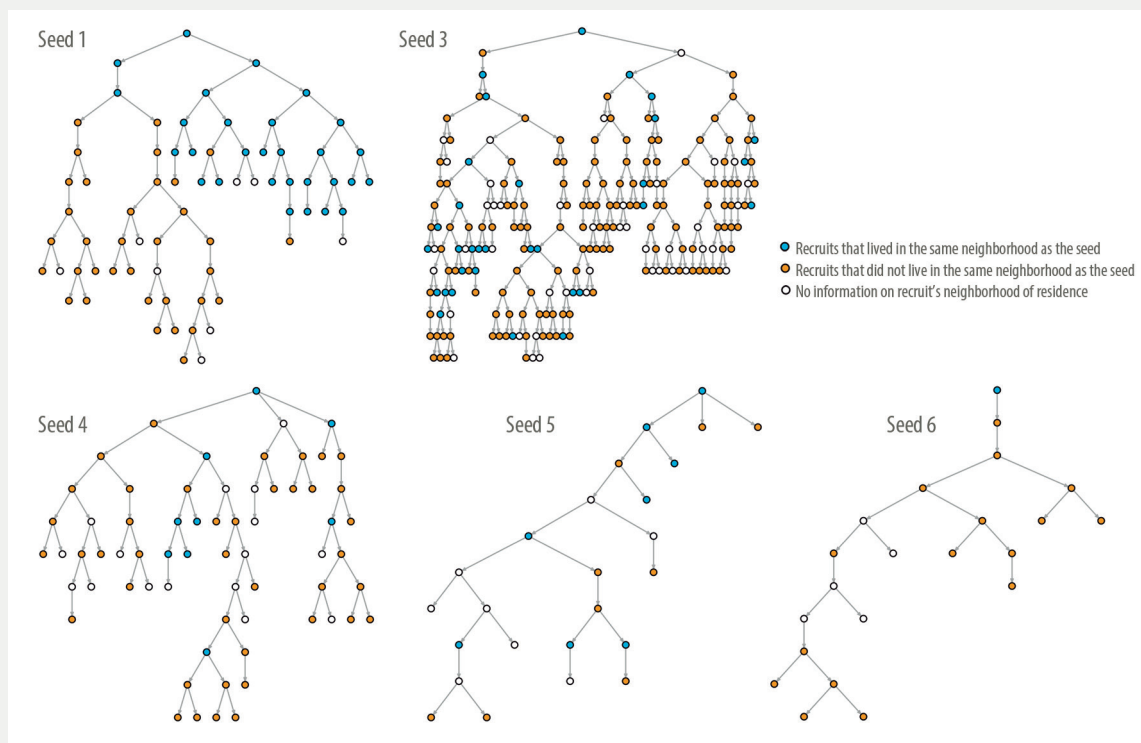 Seed 1
Seed 3
Recruits that lived in the same neighborhood as the seed
Recruits that did not live in the same neighborhood as the seed
No information on recruit's neighborhood of residence
Seed 4
Seed 5
Seed 6